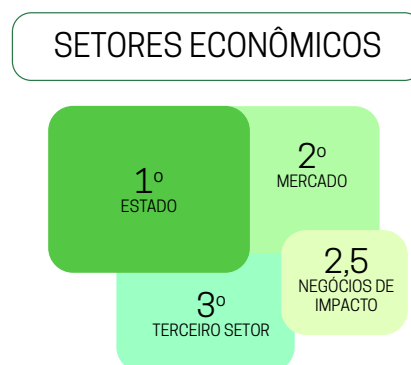 SETORES ECONÔMICOS
1º
ESTADO
2º
MERCADO
2,5
NEGÓCIOS DE
IMPACTO
3º
TERCEIRO SETOR